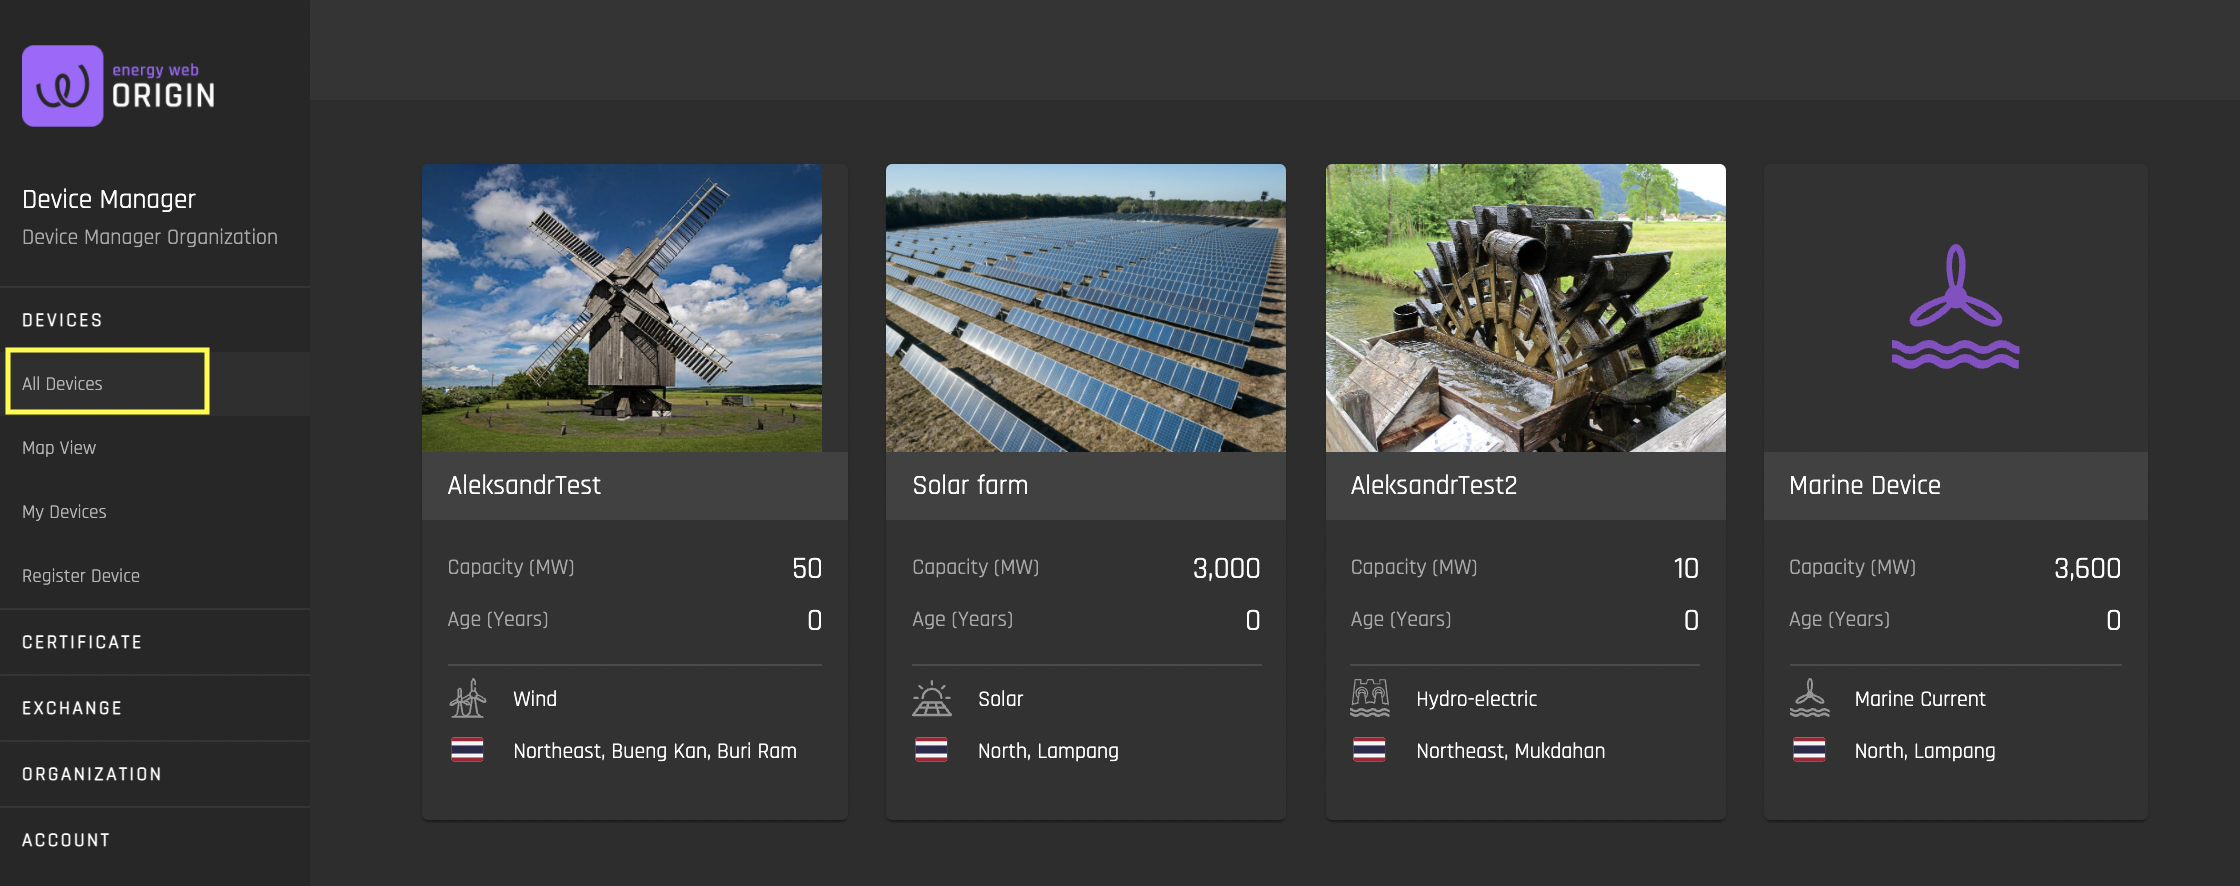 energy web
ORIGIN
Device Manager
Device Manager Organization
DEVICES
All Devices
Map View
My Devices
Register Device
CERTIFICATE
EXCHANGE
ORGANIZATION
ACCOUNT
AleksandrTest
Capacity (MW) 50
Age (Years) 0
Wind
Northeast, Bueng Kan, Buri Ram
Solar farm
Capacity (MW) 3,000
Age (Years) 0
Solar
North, Lampang
AleksandrTest2
Capacity (MW) 10
Age (Years) 0
Hydro-electric
Northeast, Mukdahan
Marine Device
Capacity (MW) 3,600
Age (Years) 0
Marine Current
North, Lampang